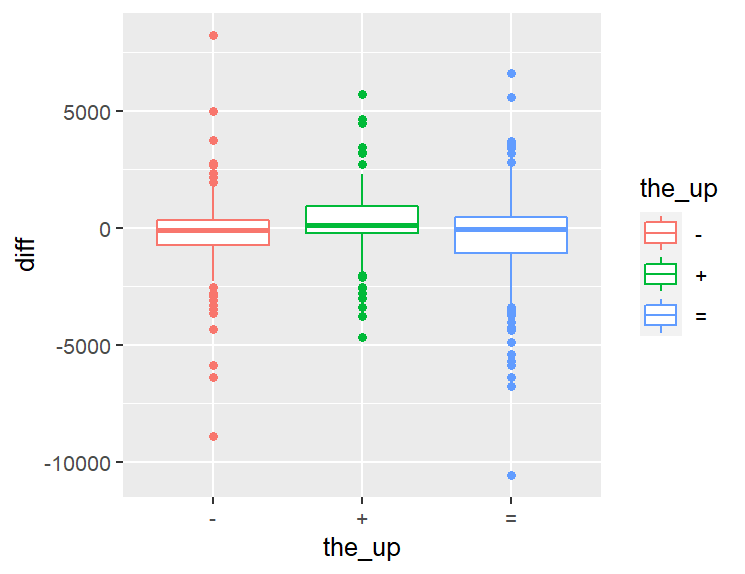 diff
5000
0
-5000
-10000
- + =
the_up
the_up
-
+
=